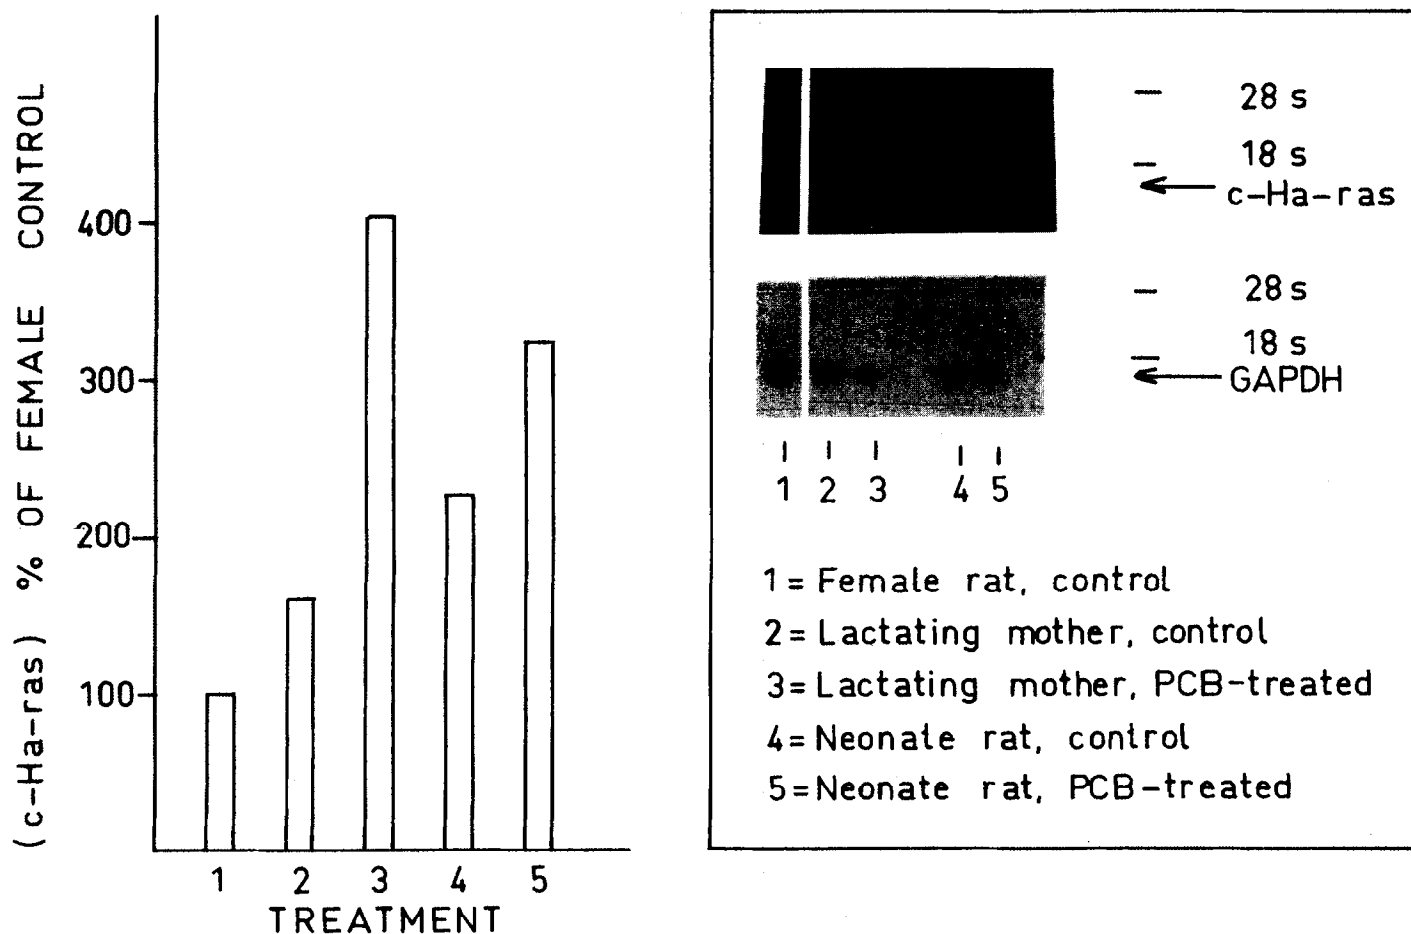 (c-Ha-ras) % OF FEMALE CONTROL
400
300
200
100
1 2 3 4 5
TREATMENT
28 s
18 s
c-Ha-ras
28 s
18 s
GAPDH
1 2 3 4 5
1= Female rat, control
2= Lactating mother, control
3= Lactating mother, PCB-treated
4= Neonate rat, control
5= Neonate rat, PCB-treated